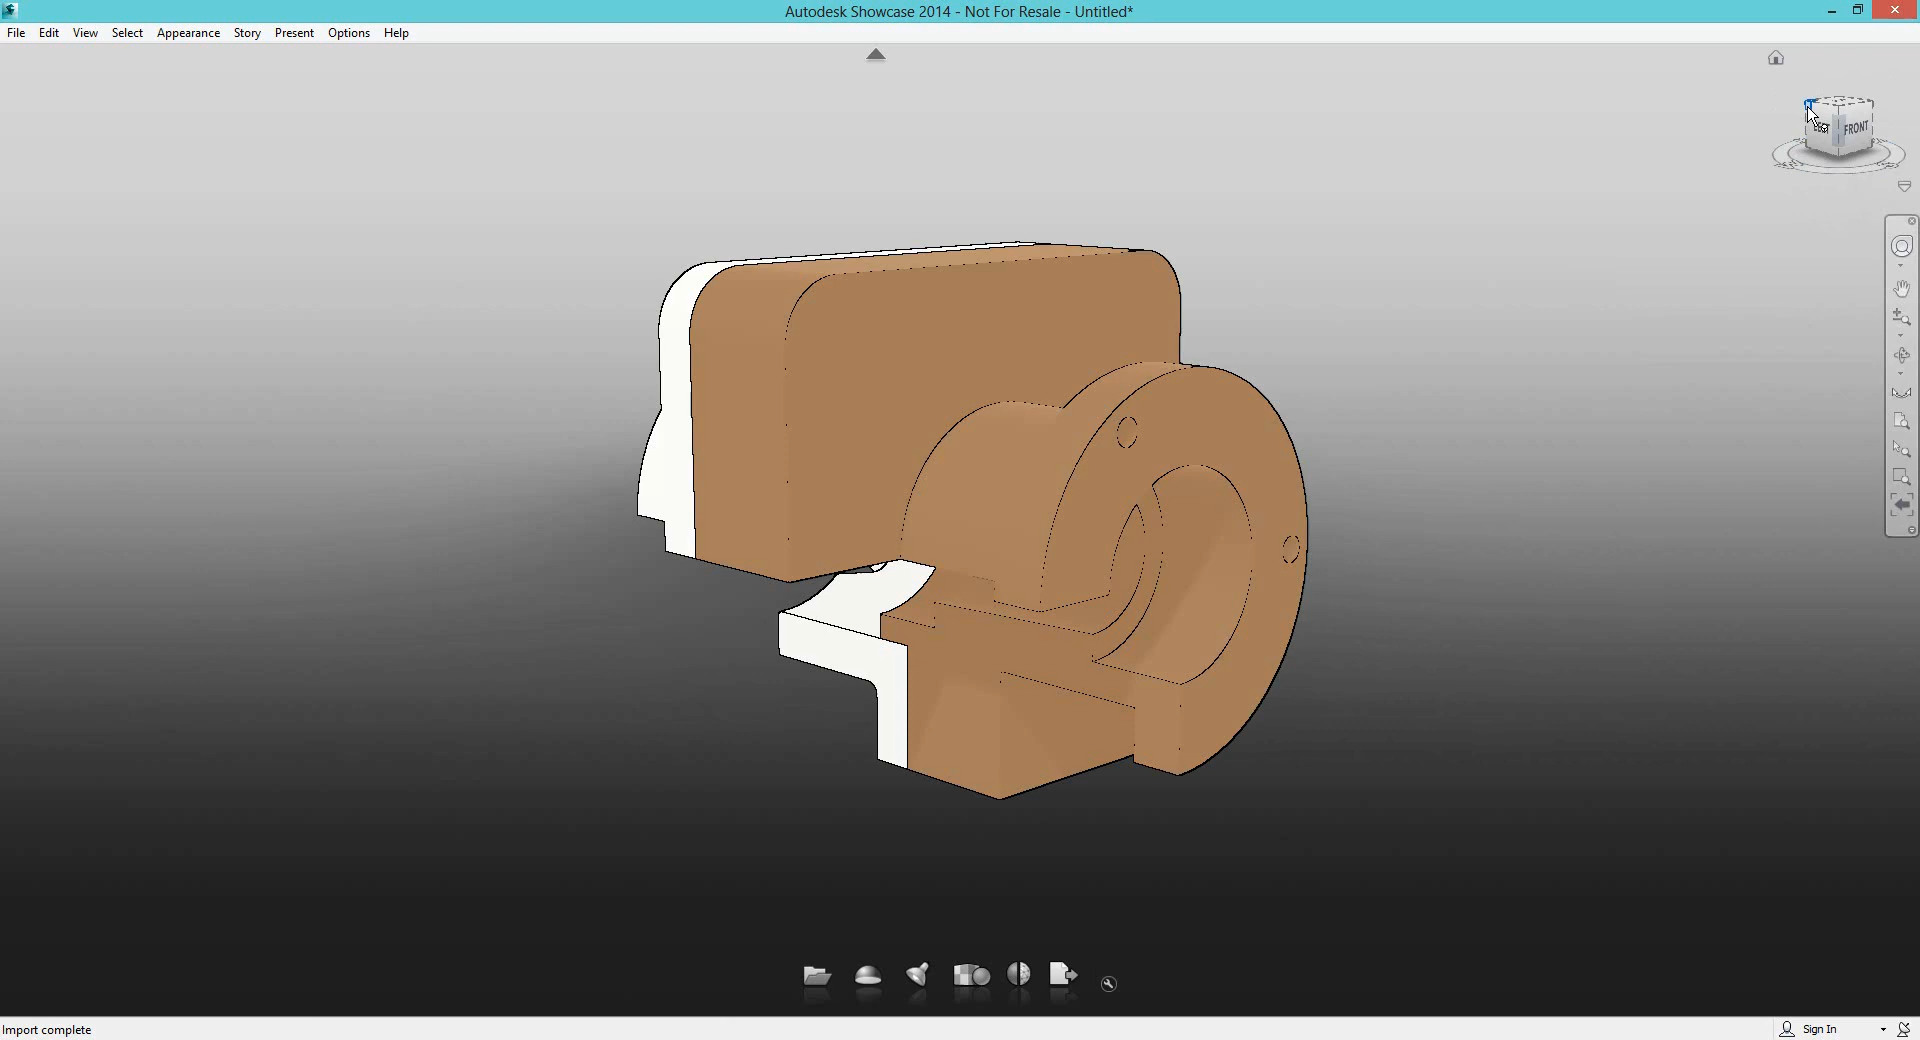 Autodesk Showcase 2014 - Not For Resale - Untitled*
File Edit View Select Appearance Story Present Options Help
FRONT
Import complete
Sign In